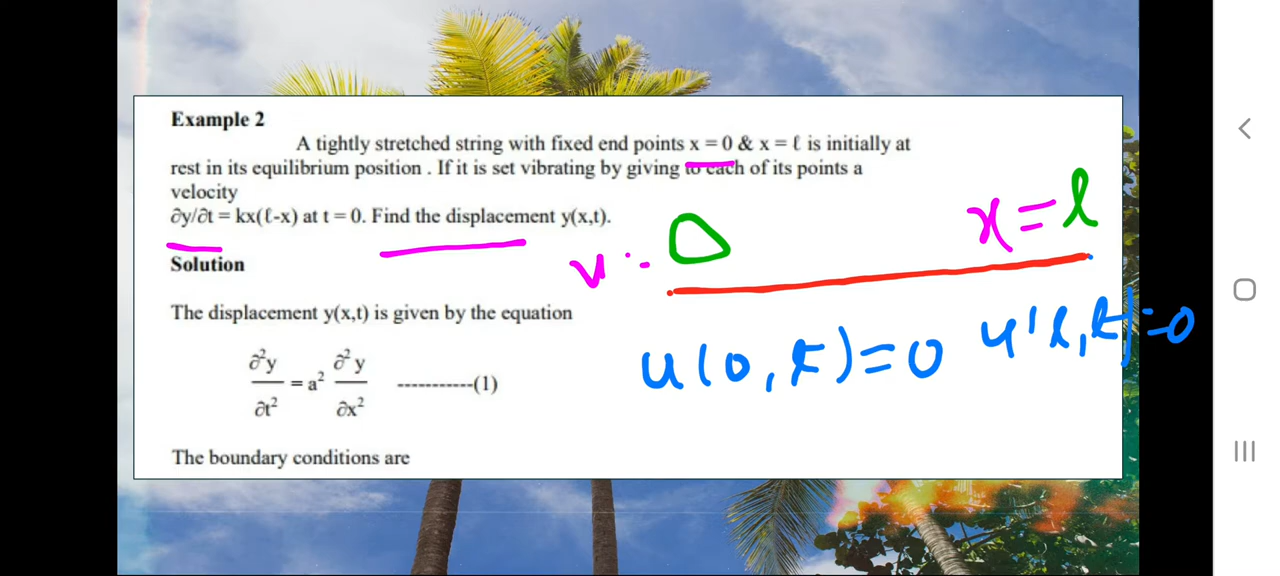 Example 2
A tightly stretched string with fixed end points x = 0 & x = ℓ is initially at
rest in its equilibrium position . If it is set vibrating by giving to each of its points a
velocity
∂y/∂t = kx(ℓ-x) at t = 0. Find the displacement y(x,t).
x = l
Solution
The displacement y(x,t) is given by the equation
∂²y/∂t² = a² ∂²y/∂x² -----------(1)
u(0,t)=0
u(l,t)=0
The boundary conditions are